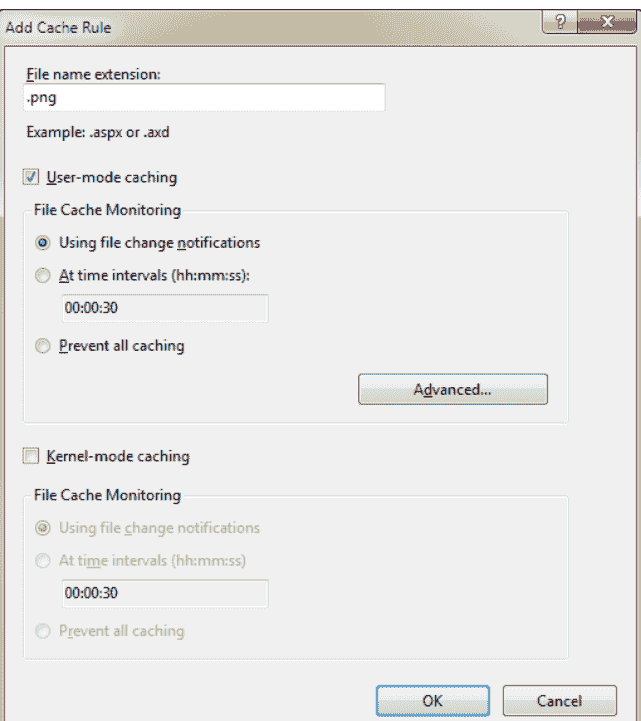 Add Cache Rule
File name extension:
.png
Example: .aspx or .axd
User-mode caching
File Cache Monitoring
Using file change notifications
At time intervals (hh:mm:ss):
00:00:30
Prevent all caching
Advanced...
Kernel-mode caching
File Cache Monitoring
Using file change notifications
At time intervals (hh:mm:ss)
00:00:30
Prevent all caching
OK Cancel